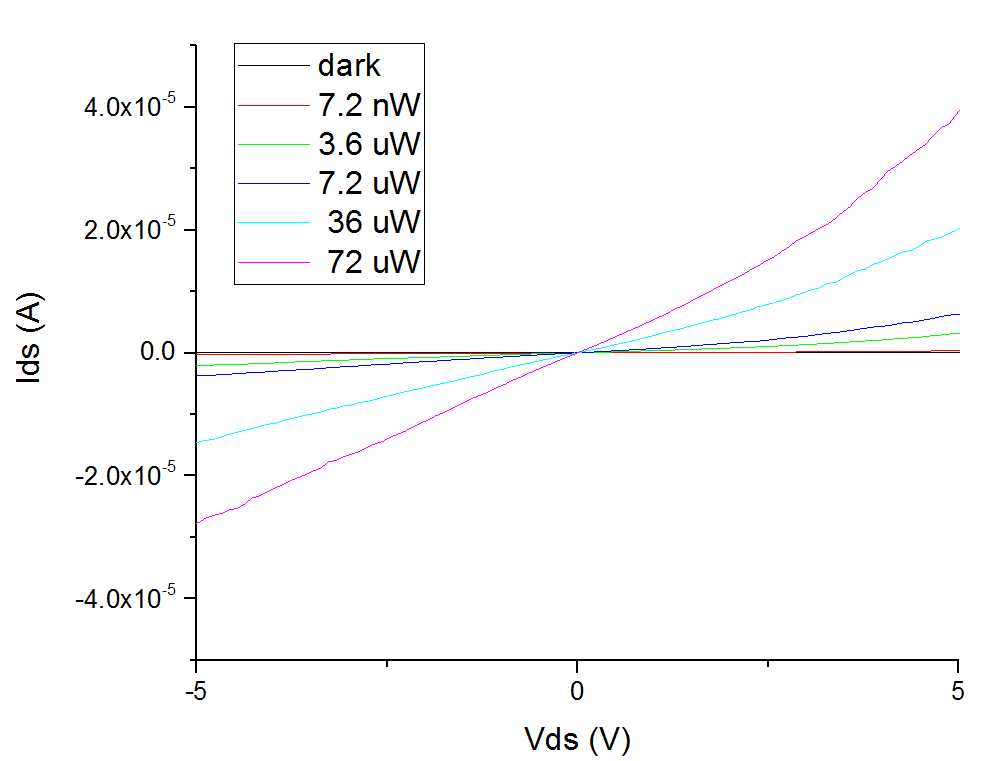 dark
7.2 nW
3.6 uW
7.2 uW
36 uW
72 uW
4.0x10⁻⁵
2.0x10⁻⁵
0.0
-2.0x10⁻⁵
-4.0x10⁻⁵
Ids (A)
-5 0 5
Vds (V)